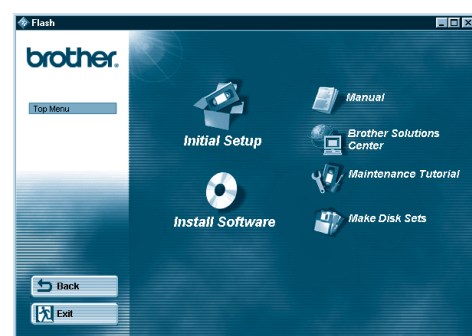 Flash
brother.
Top Menu
Initial Setup
Install Software
Manual
Brother Solutions
Center
Maintenance Tutorial
Make Disk Sets
Back
Exit